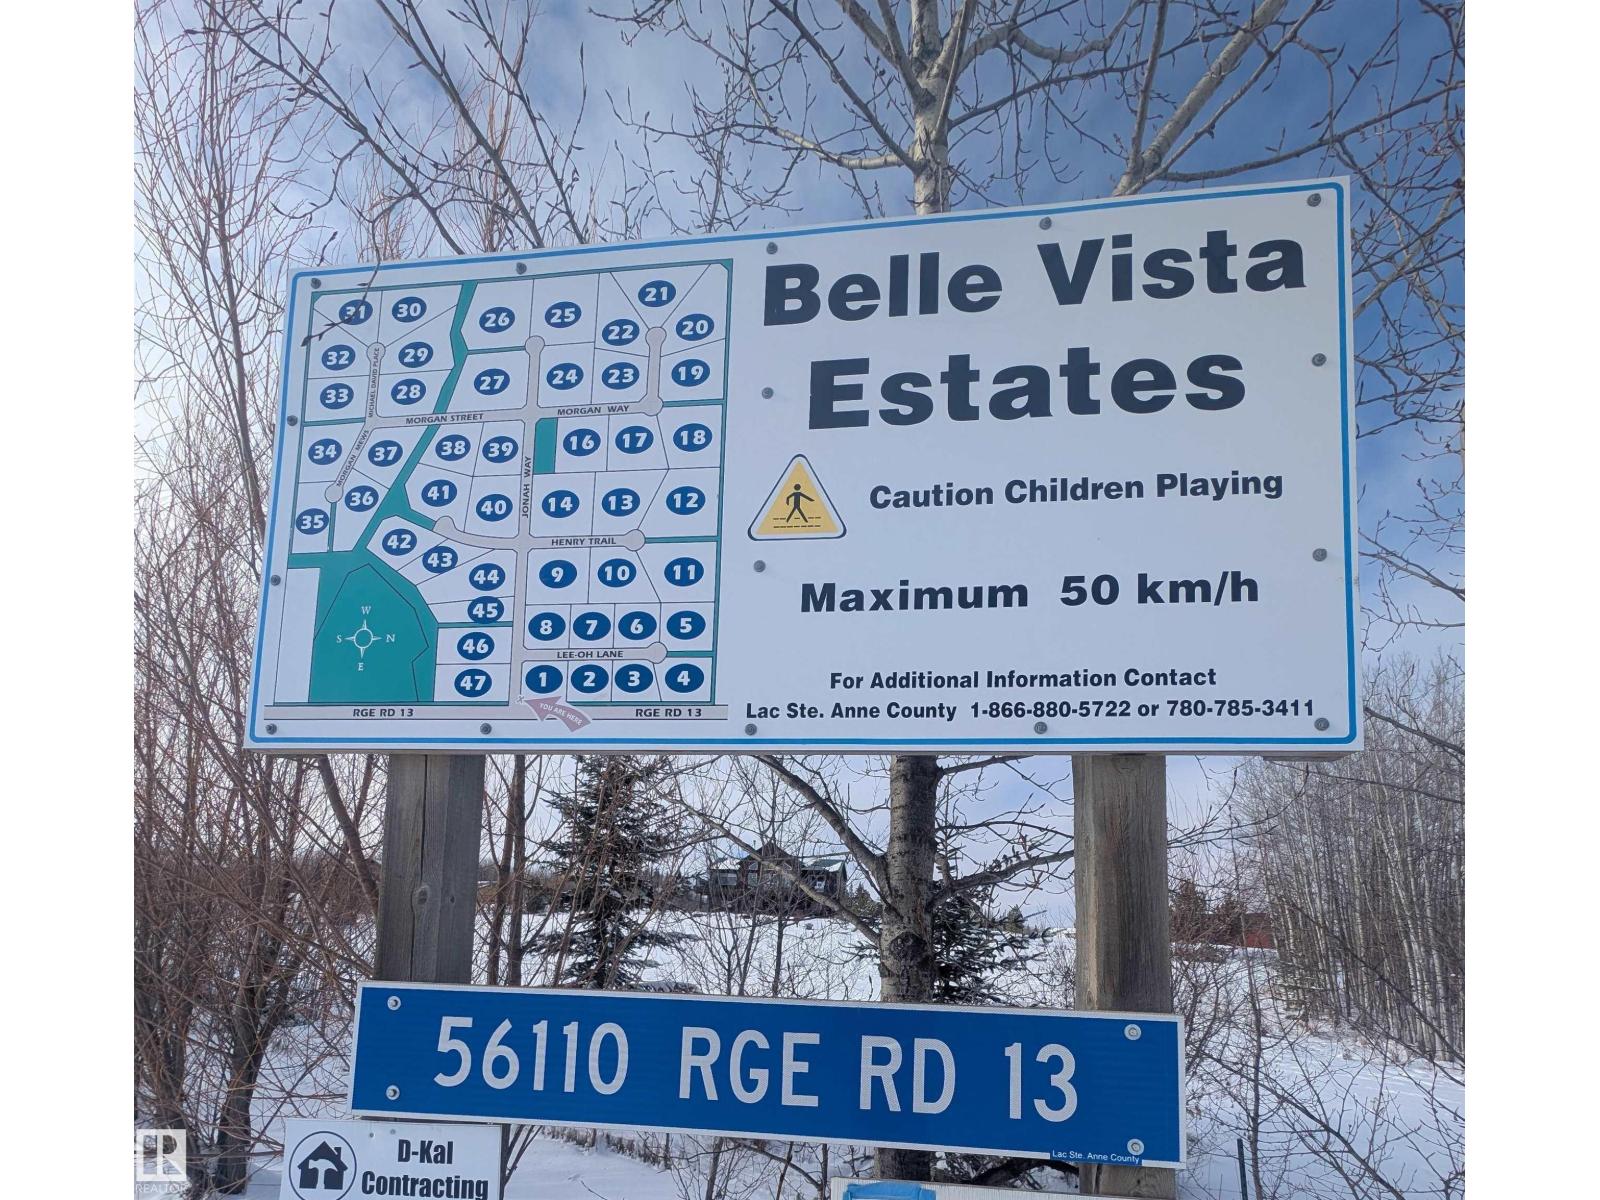 Belle Vista
Estates
Caution Children Playing
Maximum 50 km/h
For Additional Information Contact
Lac Ste. Anne County 1-866-880-5722 or 780-785-3411
31 30 26 25 21
22 20
32 29
33 28 27 24 23 19
MICHAEL DAVID PLACE
MORGAN STREET MORGAN WAY
34 37 38 39 16 17 18
MORGAN MEWS
JONAH WAY
35 36 41 40 14 13 12
42 43 HENRY TRAIL
44 9 10 11
45
8 7 6 5
W
S N
E
46
LEE-OH LANE
47 1 2 3 4
YOU ARE HERE
RGE RD 13 RGE RD 13
56110 RGE RD 13
Lac Ste. Anne County
D-Kal
Contracting
REALTOR